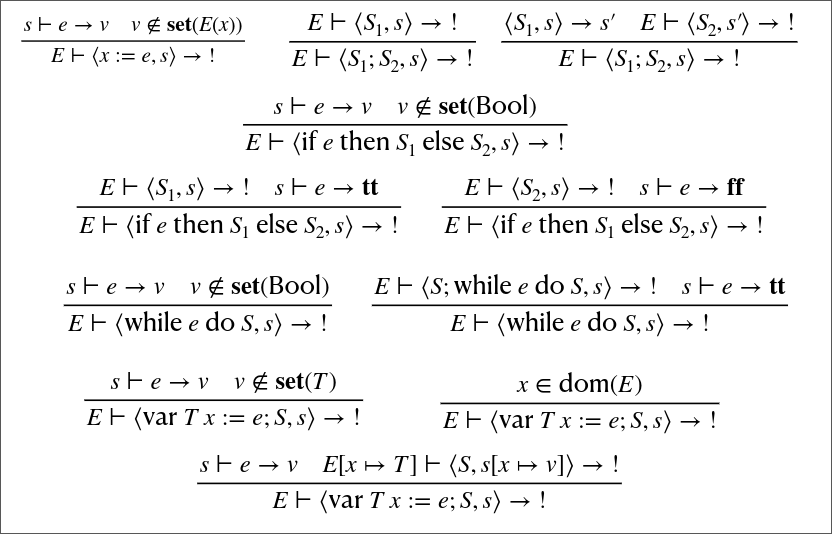 s ⊢ e → v v ∉ set(E(x)) E ⊢ ⟨S₁, s⟩ → ! ⟨S₁, s⟩ → s′ E ⊢ ⟨S₂, s′⟩ → !
E ⊢ ⟨x := e, s⟩ → ! E ⊢ ⟨S₁; S₂, s⟩ → ! E ⊢ ⟨S₁; S₂, s⟩ → !
s ⊢ e → v v ∉ set(Bool)
E ⊢ ⟨if e then S₁ else S₂, s⟩ → !
E ⊢ ⟨S₁, s⟩ → ! s ⊢ e → tt E ⊢ ⟨S₂, s⟩ → ! s ⊢ e → ff
E ⊢ ⟨if e then S₁ else S₂, s⟩ → ! E ⊢ ⟨if e then S₁ else S₂, s⟩ → !
s ⊢ e → v v ∉ set(Bool) E ⊢ ⟨S; while e do S, s⟩ → ! s ⊢ e → tt
E ⊢ ⟨while e do S, s⟩ → ! E ⊢ ⟨while e do S, s⟩ → !
s ⊢ e → v v ∉ set(T) x ∈ dom(E)
E ⊢ ⟨var T x := e; S, s⟩ → ! E ⊢ ⟨var T x := e; S, s⟩ → !
s ⊢ e → v E[x ↦ T] ⊢ ⟨S, s[x ↦ v]⟩ → !
E ⊢ ⟨var T x := e; S, s⟩ → !